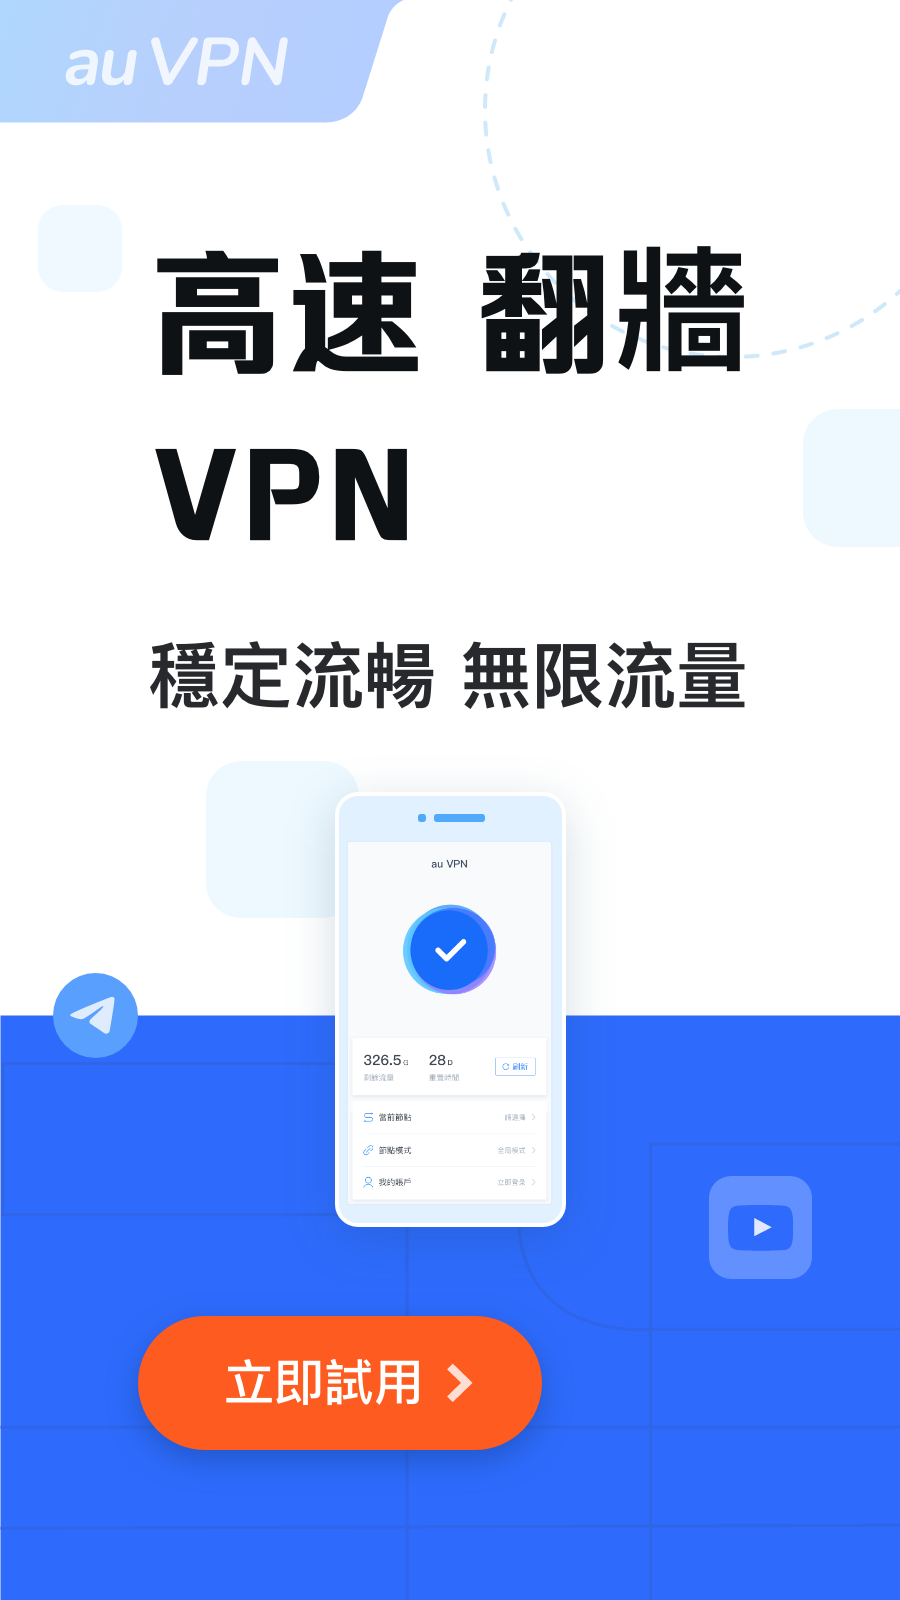 au VPN
高速 翻牆
VPN
穩定流暢 無限流量
au VPN
326.5 G
28 D
剩餘流量
重置時間
刷新
當前節點
請選擇
節點模式
全局模式
我的賬戶
立即登录
立即試用